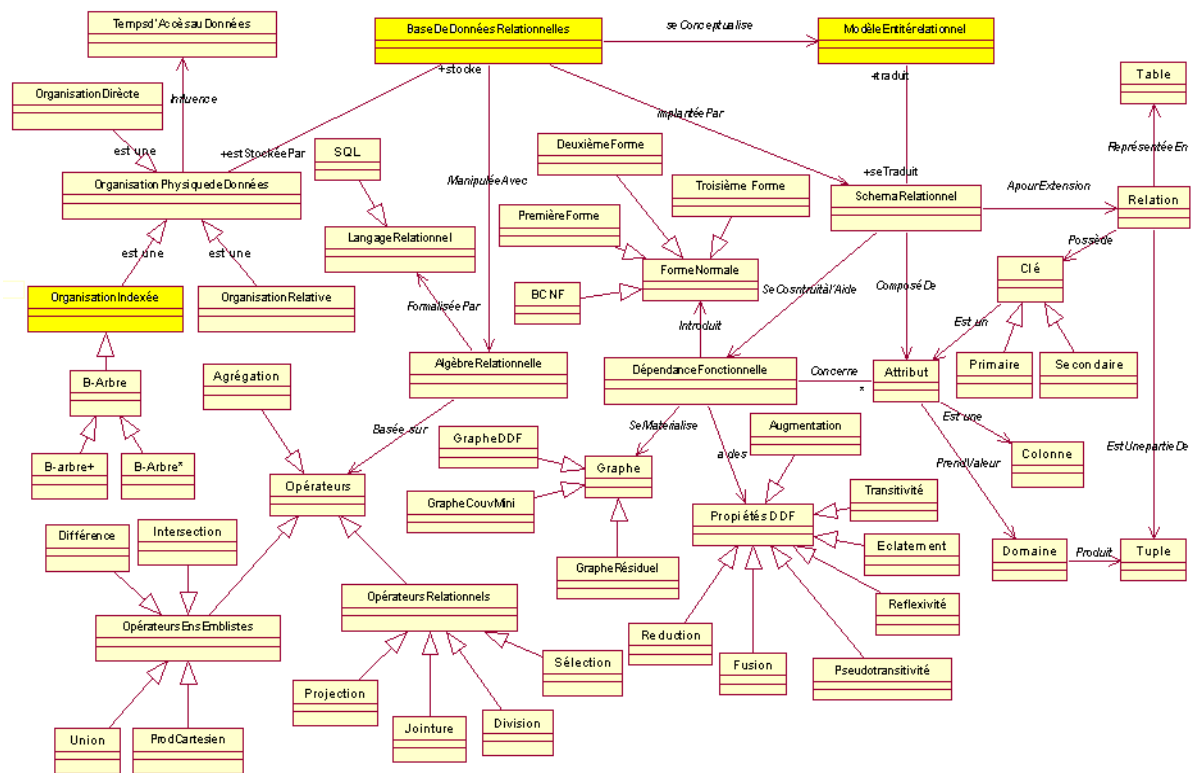 Tempsd'AccèsauDonnées
BaseDeDonnéesRelationnelles
seConceptualise
ModèleEntitérelationnel
+stocke
+traduit
Table
OrganisationDirècte
Influence
implantéePar
est une
+estStockéePar
SQL
DeuxièmeForme
ReprésentéeEn
OrganisationPhysiquedeDonnées
ManipuléeAvec
Troisième Forme
+seTraduit
SchemaRelationnel
ApourExtension
Relation
PremièreForme
LangageRelationnel
est une
est une
Possède
FormeNormale
Clé
OrganisationIndexée
OrganisationRelative
BCNF
SeCosntruitàl'Aide
ComposéDe
FormaliséePar
Introduit
Est un
AlgèbreRelationnelle
DépendanceFonctionnelle
Concerne
*
Attribut
Primaire
Secondaire
B-Arbre
Agrégation
Est une
Basée sur
SeMaterialise
a des
Augmentation
GrapheDDF
PrendValeur
EstUnepartieDe
Colonne
B-arbre+
B-Arbre*
Opérateurs
Graphe
GrapheCouvMini
Transitivité
PropiétésDDF
Différence
Intersection
Eclatement
Domaine
Produit
Tuple
GrapheRésiduel
OpérateursRelationnels
Reflexivité
OpérateursEnsEmblistes
Reduction
Sélection
Fusion
Pseudotransitivité
Projection
Jointure
Division
Union
ProdCartesien